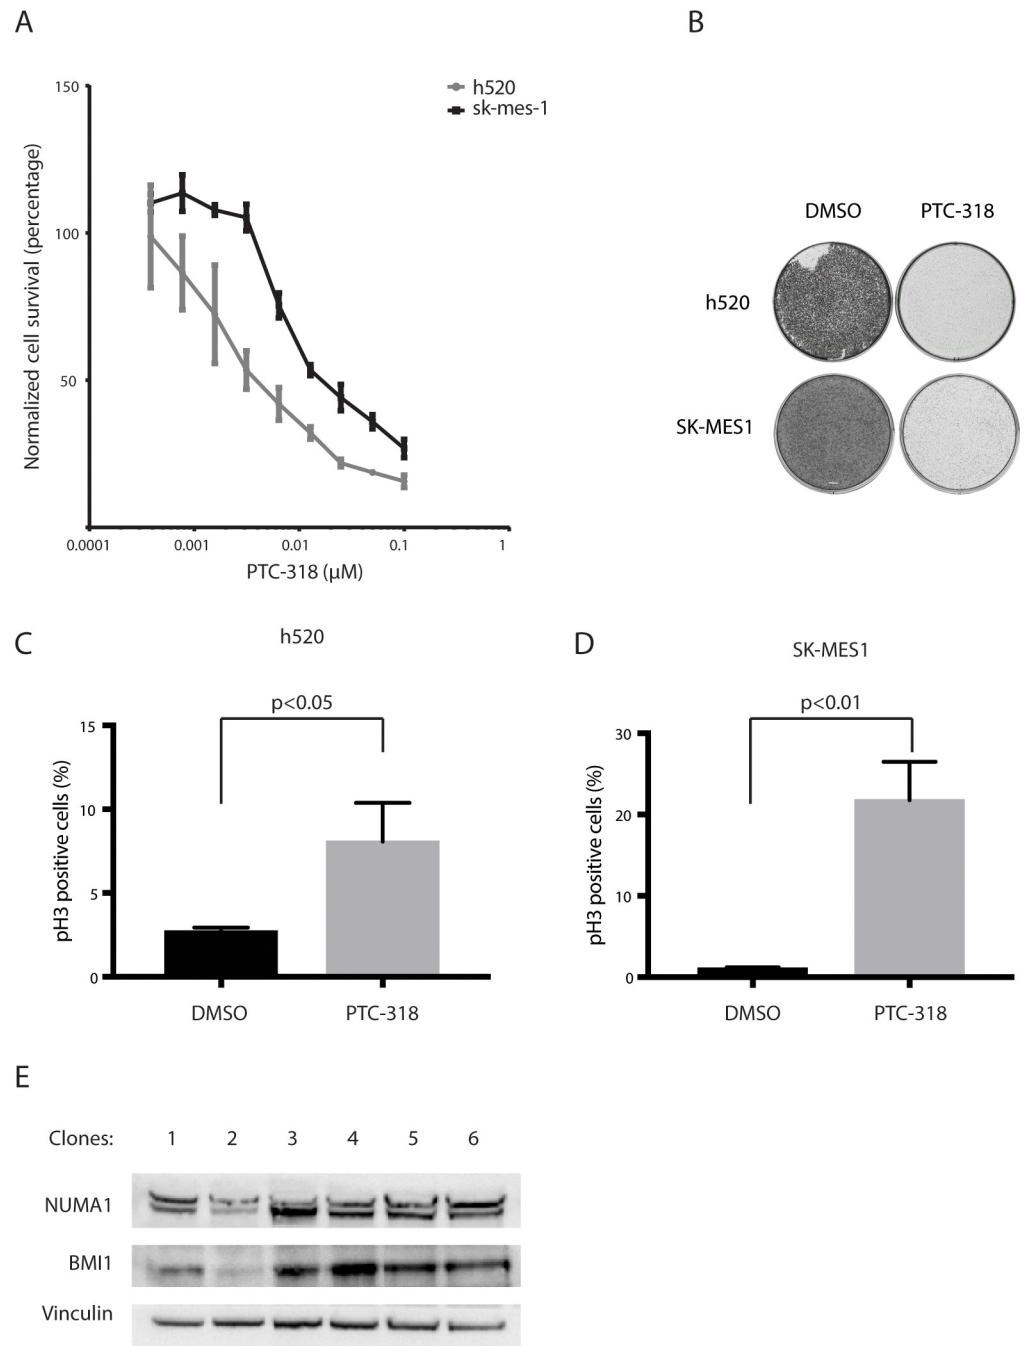 A
B
150
100
50
Normalized cell survival (percentage)
h520
sk-mes-1
0.0001
0.001
0.01
0.1
1
PTC-318 (μM)
DMSO
PTC-318
h520
SK-MES1
C
h520
p<0.05
15
10
5
0
pH3 positive cells (%)
DMSO
PTC-318
D
SK-MES1
p<0.01
30
20
10
0
pH3 positive cells (%)
DMSO
PTC-318
E
Clones: 1 2 3 4 5 6
NUMA1
BMI1
Vinculin